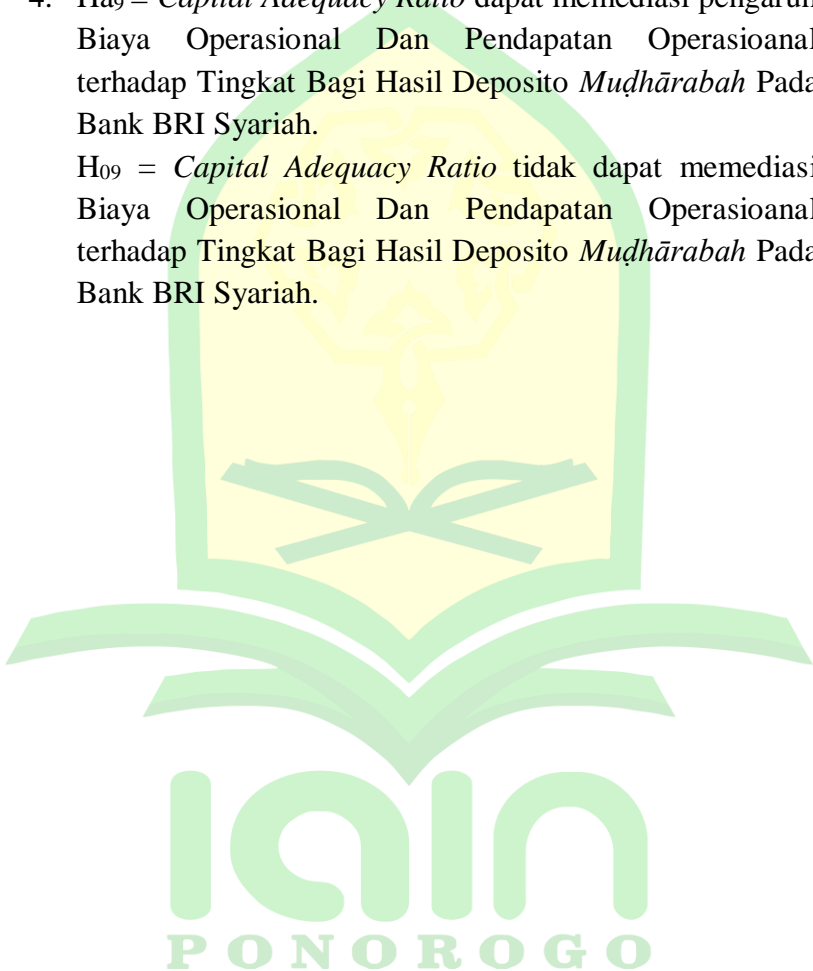 4. Ha₉ = Capital Adequacy Ratio dapat memediasi pengaruh
Biaya Operasional Dan Pendapatan Operasioanal
terhadap Tingkat Bagi Hasil Deposito Muḍhārabah Pada
Bank BRI Syariah.
H₀₉ = Capital Adequacy Ratio tidak dapat memediasi
Biaya Operasional Dan Pendapatan Operasioanal
terhadap Tingkat Bagi Hasil Deposito Muḍhārabah Pada
Bank BRI Syariah.
iain
PONOROGO